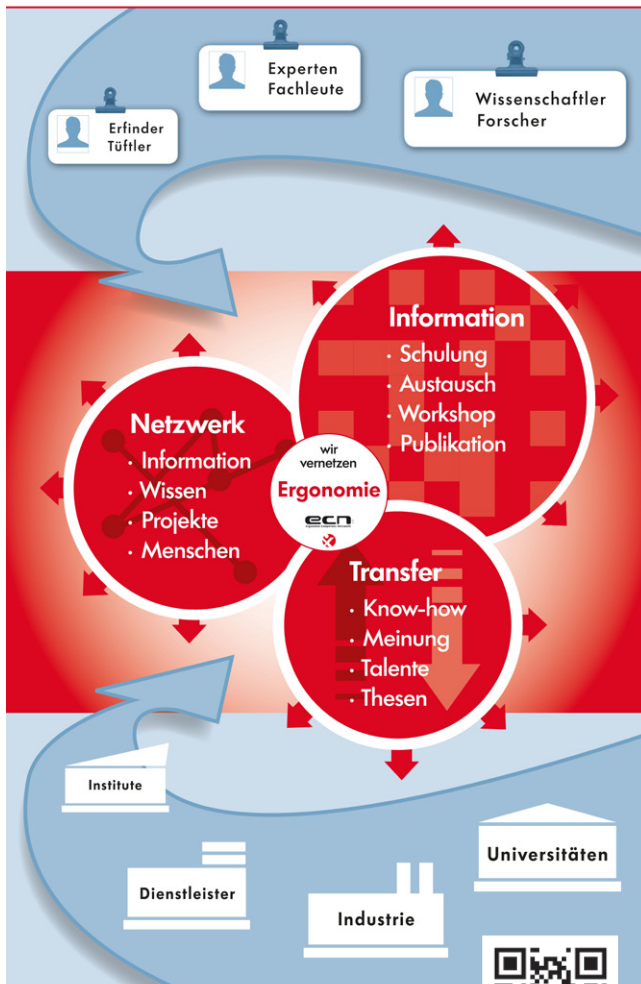 Experten
Fachleute
Wissenschaftler
Forscher
Erfinder
Tüftler
Information
· Schulung
· Austausch
· Workshop
· Publikation
Netzwerk
· Information
· Wissen
· Projekte
· Menschen
wir
vernetzen
Ergonomie
ecn
Transfer
· Know-how
· Meinung
· Talente
· Thesen
Institute
Dienstleister
Industrie
Universitäten